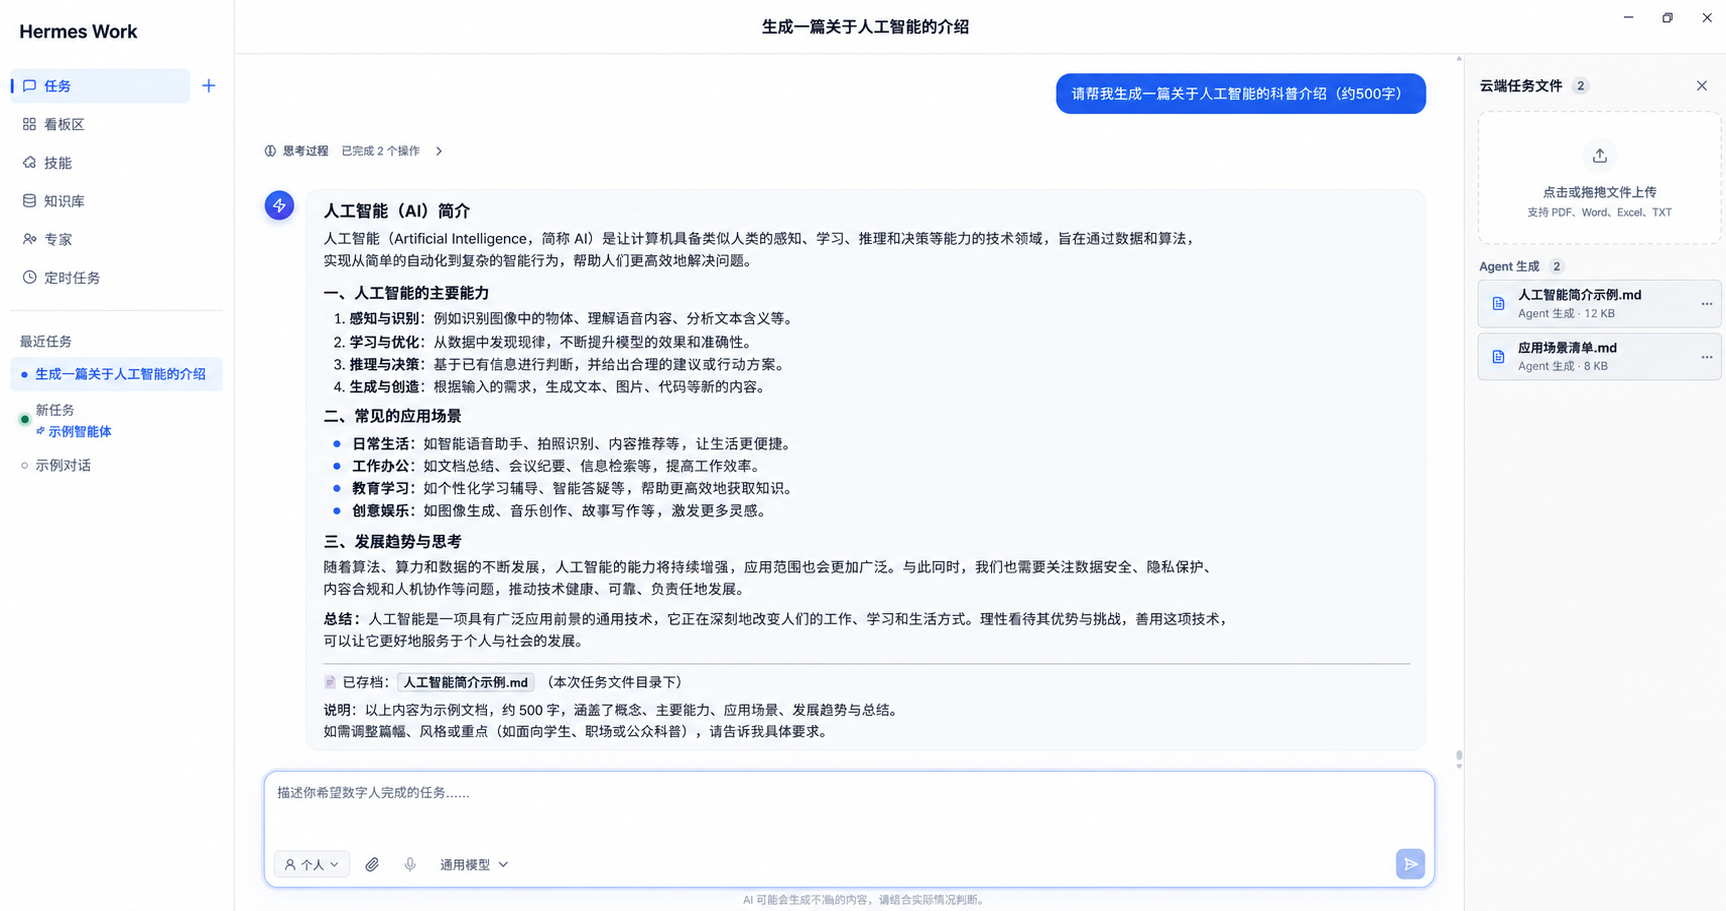 Hermes Work
任务
看板区
技能
知识库
专家
定时任务
最近任务
生成一篇关于人工智能的介绍
新任务
示例智能体
示例对话
生成一篇关于人工智能的介绍
请帮我生成一篇关于人工智能的科普介绍（约500字）
思考过程 已完成 2 个操作
人工智能（AI）简介
人工智能（Artificial Intelligence，简称 AI）是让计算机具备类似人类的感知、学习、推理和决策等能力的技术领域，旨在通过数据和算法，
实现从简单的自动化到复杂的智能行为，帮助人们更高效地解决问题。
一、人工智能的主要能力
1. 感知与识别：例如识别图像中的物体、理解语音内容、分析文本含义等。
2. 学习与优化：从数据中发现规律，不断提升模型的效果和准确性。
3. 推理与决策：基于已有信息进行判断，并给出合理的建议或行动方案。
4. 生成与创造：根据输入的需求，生成文本、图片、代码等新的内容。
二、常见的应用场景
日常生活：如智能语音助手、拍照识别、内容推荐等，让生活更便捷。
工作办公：如文档总结、会议纪要、信息检索等，提高工作效率。
教育学习：如个性化学习辅导、智能答疑等，帮助更高效地获取知识。
创意娱乐：如图像生成、音乐创作、故事写作等，激发更多灵感。
三、发展趋势与思考
随着算法、算力和数据的不断发展，人工智能的能力将持续增强，应用范围也会更加广泛。与此同时，我们也需要关注数据安全、隐私保护、
内容合规和人机协作等问题，推动技术健康、可靠、负责任地发展。
总结：人工智能是一项具有广泛应用前景的通用技术，它正在深刻地改变人们的工作、学习和生活方式。理性看待其优势与挑战，善用这项技术，
可以让它更好地服务于个人与社会的发展。
已存档：人工智能简介示例.md （本次任务文件目录下）
说明：以上内容为示例文档，约 500 字，涵盖了概念、主要能力、应用场景、发展趋势与总结。
如需调整篇幅、风格或重点（如面向学生、职场或公众科普），请告诉我具体要求。
描述你希望数字人完成的任务……
个人 通用模型
AI 可能会生成不准确的内容，请结合实际情况判断。
云端任务文件 2
点击或拖拽文件上传
支持 PDF、Word、Excel、TXT
Agent 生成 2
人工智能简介示例.md
Agent 生成 · 12 KB
应用场景清单.md
Agent 生成 · 8 KB